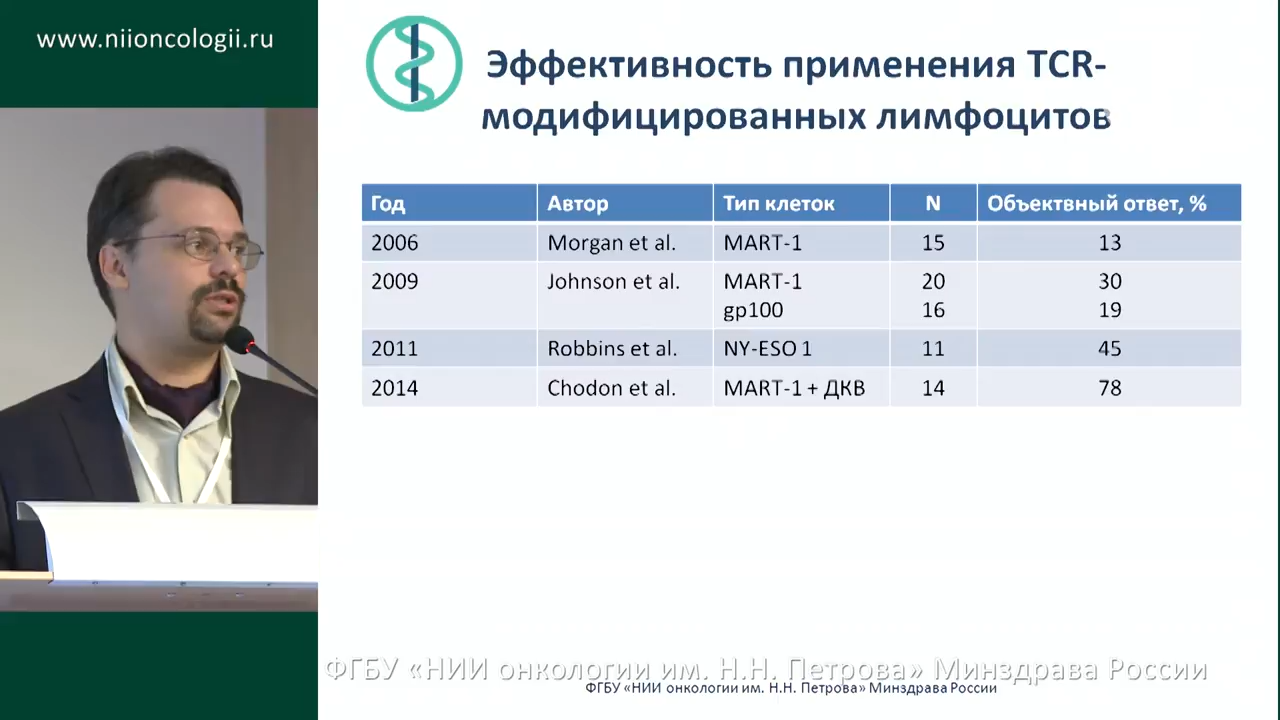 www.niioncologii.ru
Эффективность применения TCR-
модифицированных лимфоцитов
Год Автор Тип клеток N Объектвный ответ, %
2006 Morgan et al. MART-1 15 13
2009 Johnson et al. MART-1 20 30
gp100 16 19
2011 Robbins et al. NY-ESO 1 11 45
2014 Chodon et al. MART-1 + ДКВ 14 78
ФГБУ «НИИ онкологии им. Н.Н. Петрова» Минздрава России
ФГБУ «НИИ онкологии им. Н.Н. Петрова» Минздрава России